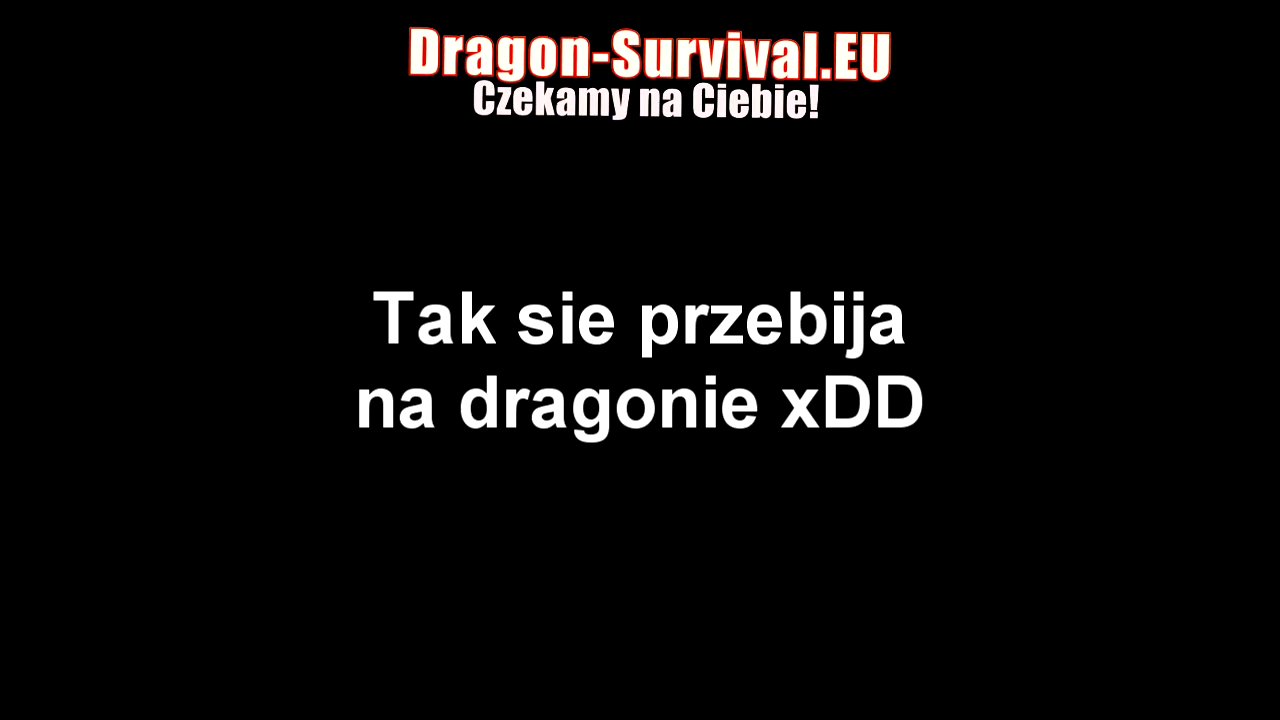 Dragon-Survival.EU
Czekamy na Ciebie!
Tak sie przebija
na dragonie xDD